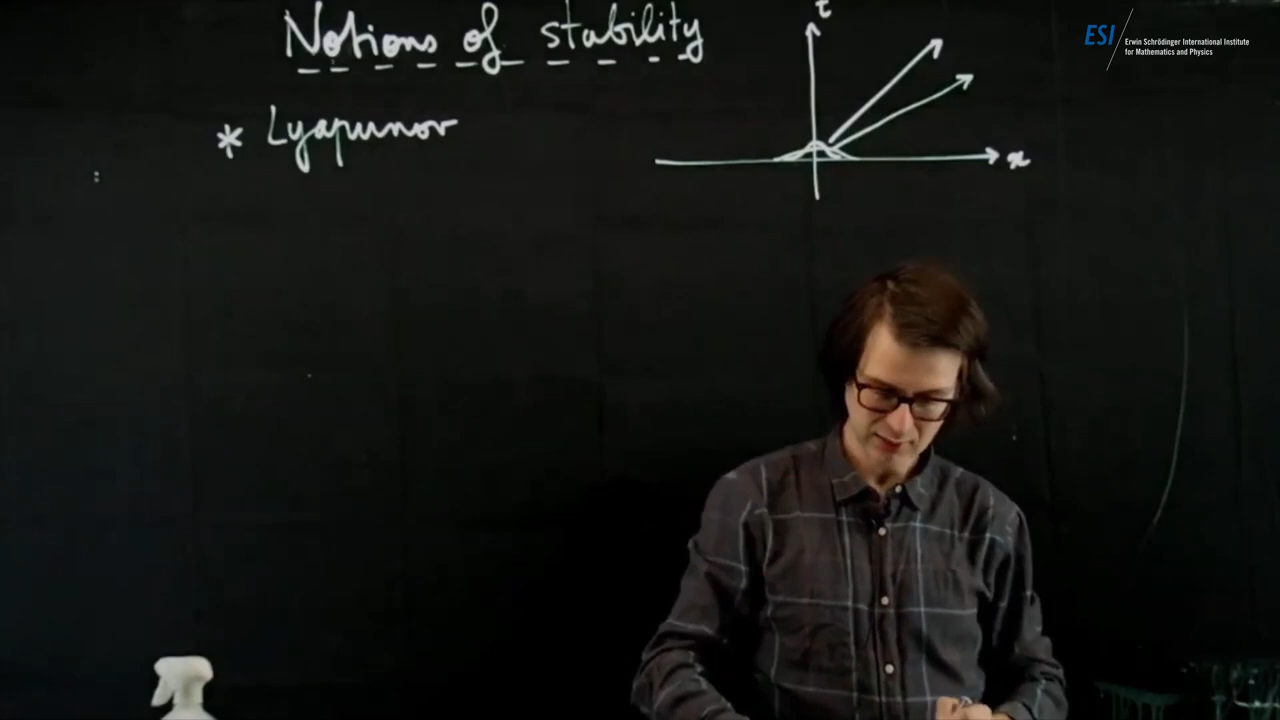 Notions of stability
* Lyapunov
t
x
ESI
Erwin Schrödinger International Institute
for Mathematics and Physics